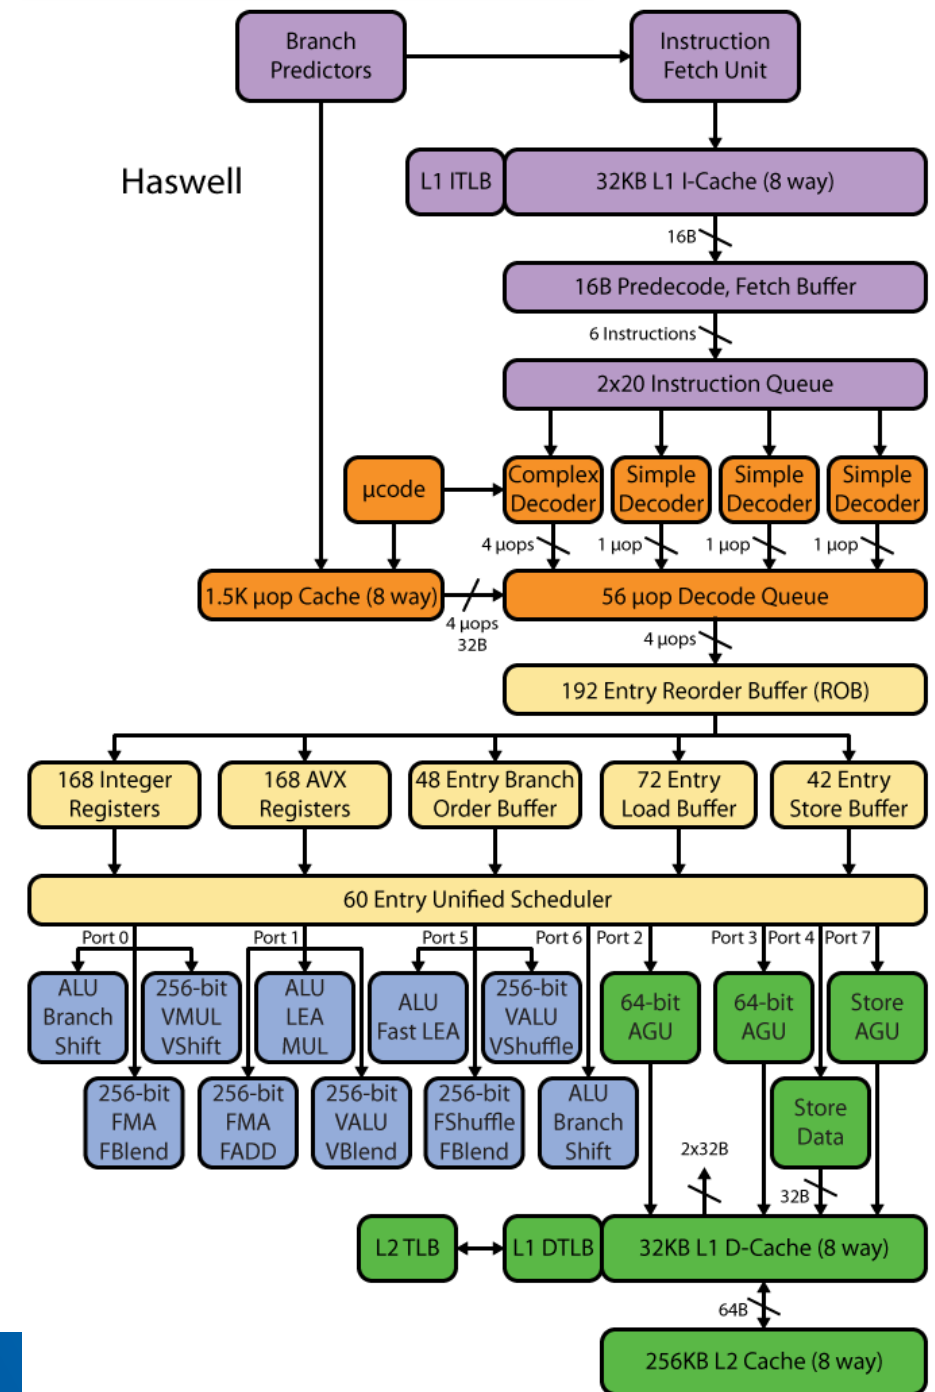 Branch
Predictors
Instruction
Fetch Unit
Haswell
L1 ITLB
32KB L1 I-Cache (8 way)
16B
16B Predecode, Fetch Buffer
6 Instructions
2x20 Instruction Queue
μcode
Complex
Decoder
Simple
Decoder
Simple
Decoder
Simple
Decoder
4 μops
1 μop
1 μop
1 μop
1.5K μop Cache (8 way)
4 μops
32B
56 μop Decode Queue
4 μops
192 Entry Reorder Buffer (ROB)
168 Integer
Registers
168 AVX
Registers
48 Entry Branch
Order Buffer
72 Entry
Load Buffer
42 Entry
Store Buffer
60 Entry Unified Scheduler
Port 0
Port 1
Port 5
Port 6
Port 2
Port 3
Port 4
Port 7
ALU
Branch
Shift
256-bit
VMUL
VShift
ALU
LEA
MUL
ALU
Fast LEA
256-bit
VALU
VShuffle
64-bit
AGU
64-bit
AGU
Store
AGU
256-bit
FMA
FBlend
256-bit
FMA
FADD
256-bit
VALU
VBlend
256-bit
FShuffle
FBlend
ALU
Branch
Shift
Store
Data
2x32B
32B
L2 TLB
L1 DTLB
32KB L1 D-Cache (8 way)
64B
256KB L2 Cache (8 way)